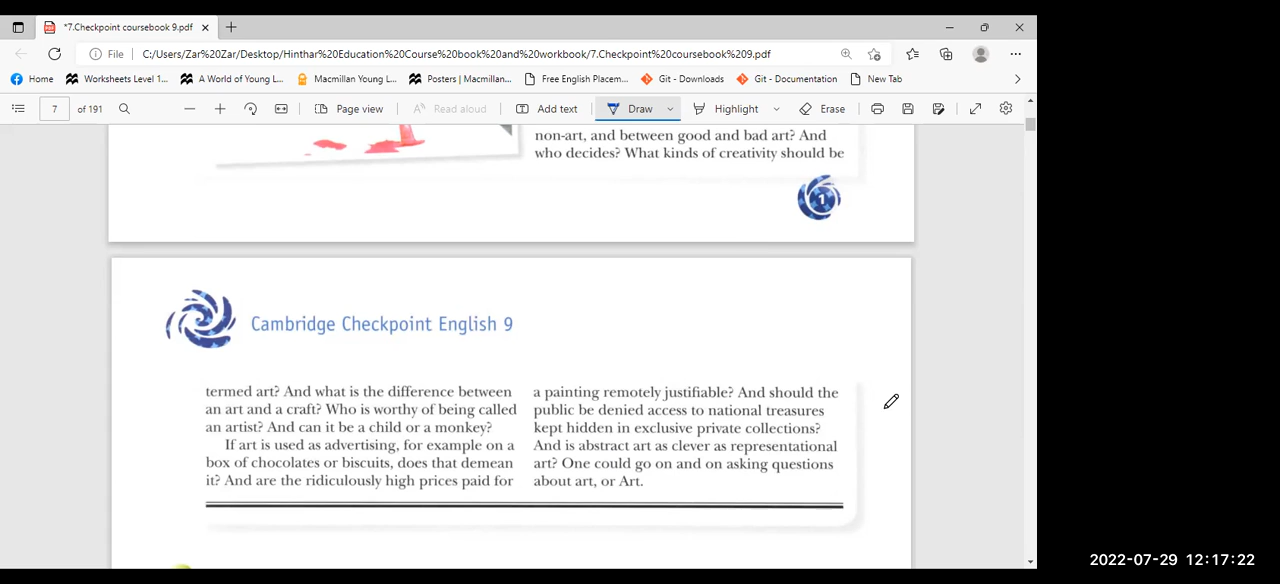 *7.Checkpoint coursebook 9.pdf
File
C:/Users/Zar%20Zar/Desktop/Hinthar%20Education%20Course%20book%20and%20workbook/7.Checkpoint%20coursebook%209.pdf
Home
Worksheets Level 1...
A World of Young L...
Macmillan Young L...
Posters | Macmillan...
Free English Placem...
Git - Downloads
Git - Documentation
New Tab
7
of 191
Page view
Read aloud
Add text
Draw
Highlight
Erase
non-art, and between good and bad art? And
who decides? What kinds of creativity should be
1
Cambridge Checkpoint English 9
termed art? And what is the difference between
an art and a craft? Who is worthy of being called
an artist? And can it be a child or a monkey?
If art is used as advertising, for example on a
box of chocolates or biscuits, does that demean
it? And are the ridiculously high prices paid for
a painting remotely justifiable? And should the
public be denied access to national treasures
kept hidden in exclusive private collections?
And is abstract art as clever as representational
art? One could go on and on asking questions
about art, or Art.
2022-07-29 12:17:22